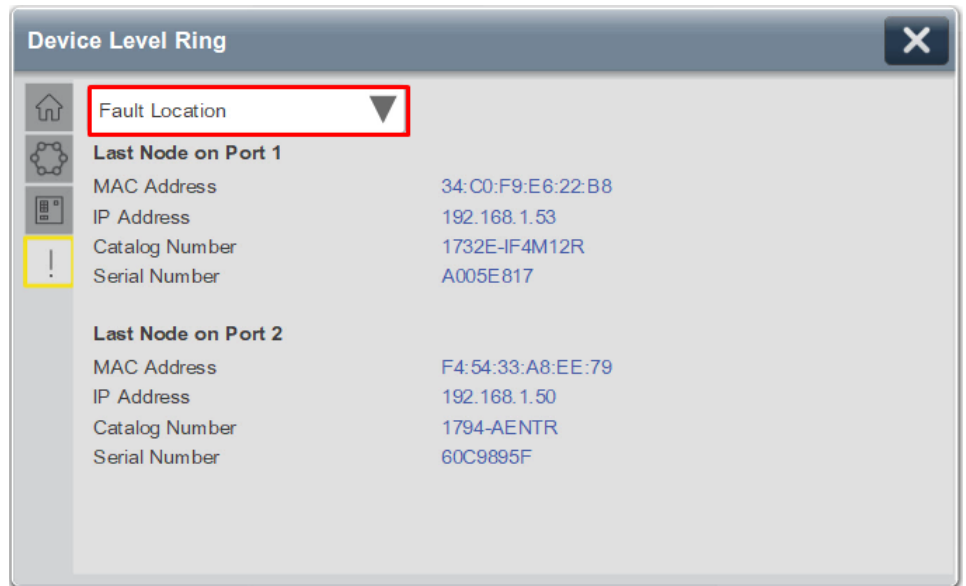 Device Level Ring
Fault Location
Last Node on Port 1
MAC Address 34:C0:F9:E6:22:B8
IP Address 192.168.1.53
Catalog Number 1732E-IF4M12R
Serial Number A005E817
Last Node on Port 2
MAC Address F4:54:33:A8:EE:79
IP Address 192.168.1.50
Catalog Number 1794-AENTR
Serial Number 60C9895F